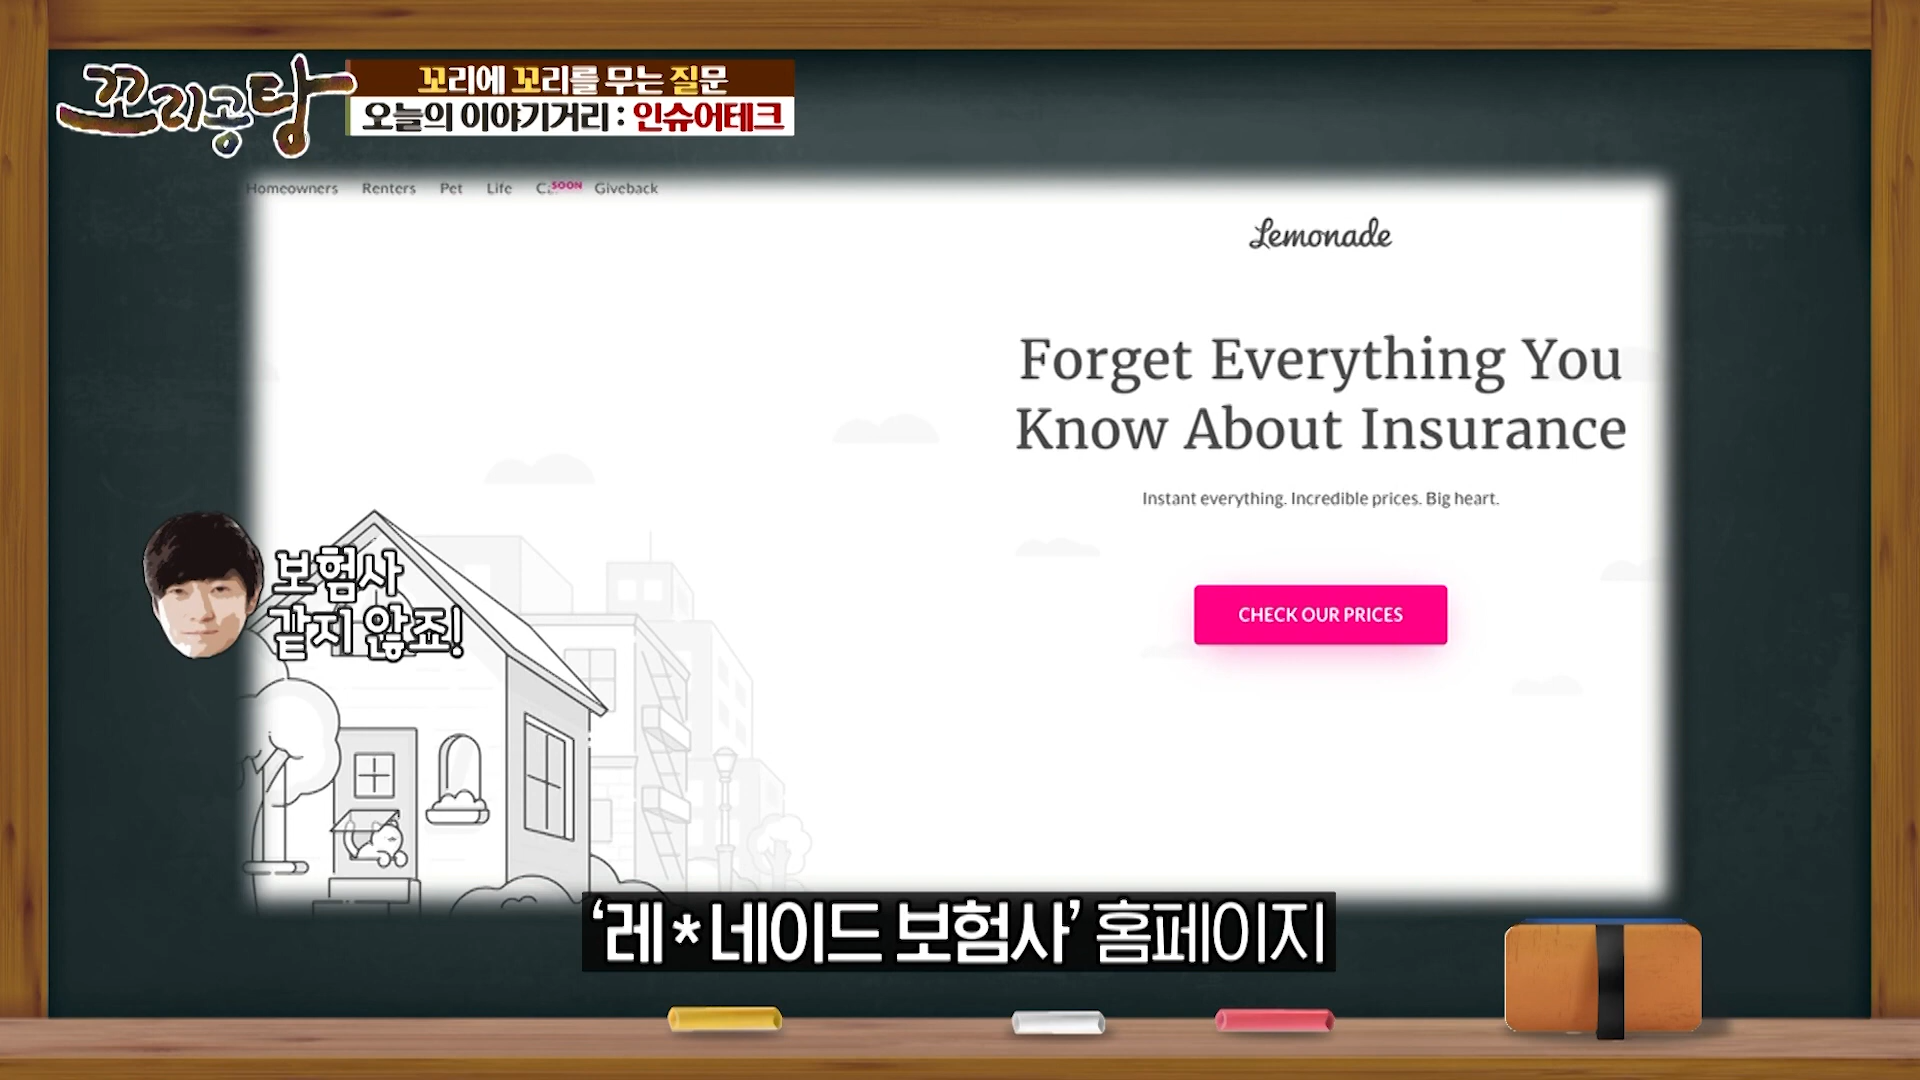 꼬리공탕
꼬리에 꼬리를 무는 질문
오늘의 이야기거리 : 인슈어테크
Homeowners Renters Pet Life SOON Giveback
Lemonade
Forget Everything You
Know About Insurance
Instant everything. Incredible prices. Big heart.
CHECK OUR PRICES
보험사
같지 않죠!
‘레*네이드 보험사’ 홈페이지